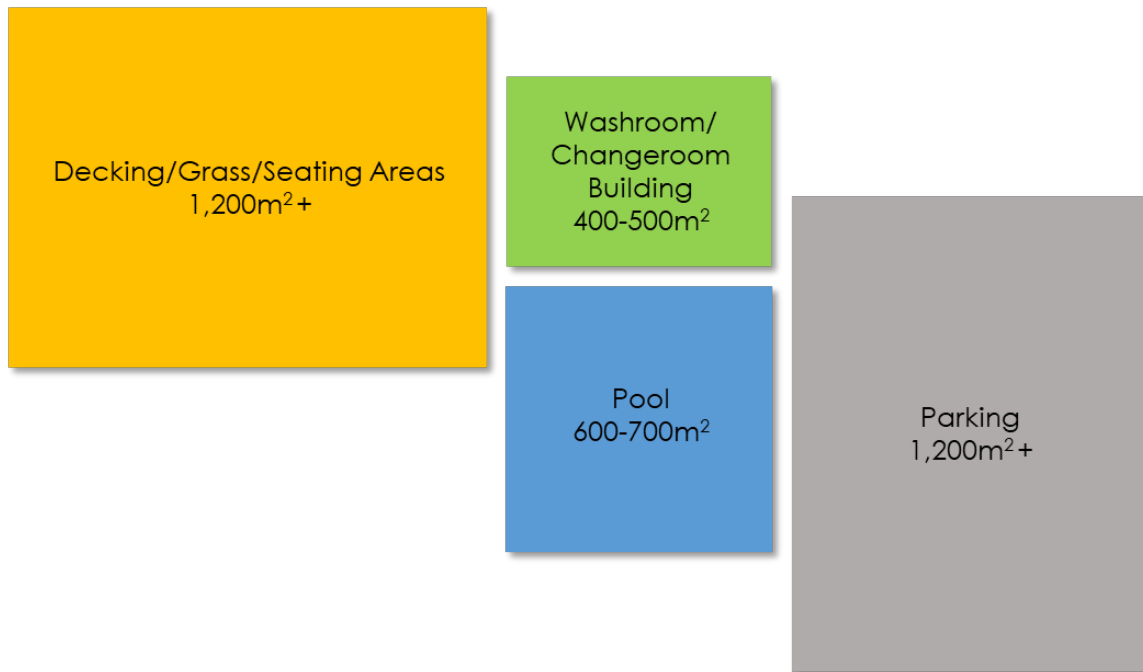 Decking/Grass/Seating Areas
1,200m² +
Washroom/
Changeroom
Building
400-500m²
Pool
600-700m²
Parking
1,200m² +